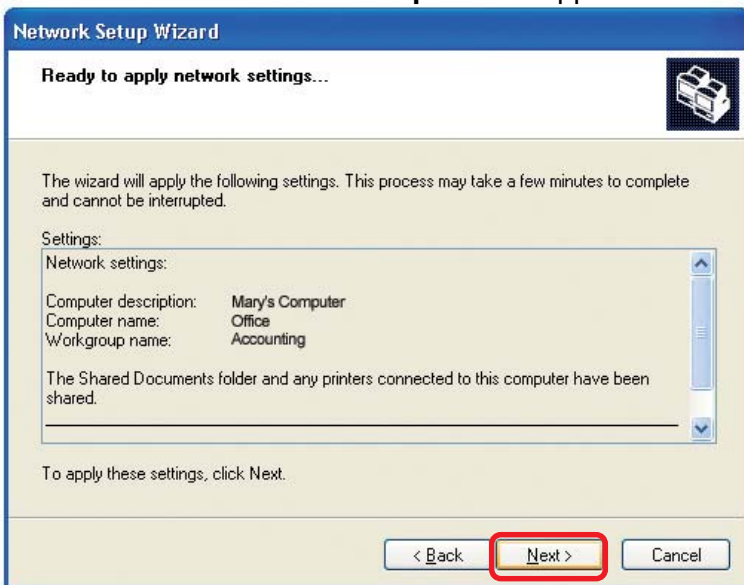 Network Setup Wizard
Ready to apply network settings...
The wizard will apply the following settings. This process may take a few minutes to complete
and cannot be interrupted.
Settings:
Network settings:
Computer description: Mary's Computer
Computer name: Office
Workgroup name: Accounting
The Shared Documents folder and any printers connected to this computer have been
shared.
To apply these settings, click Next.
< Back Next > Cancel